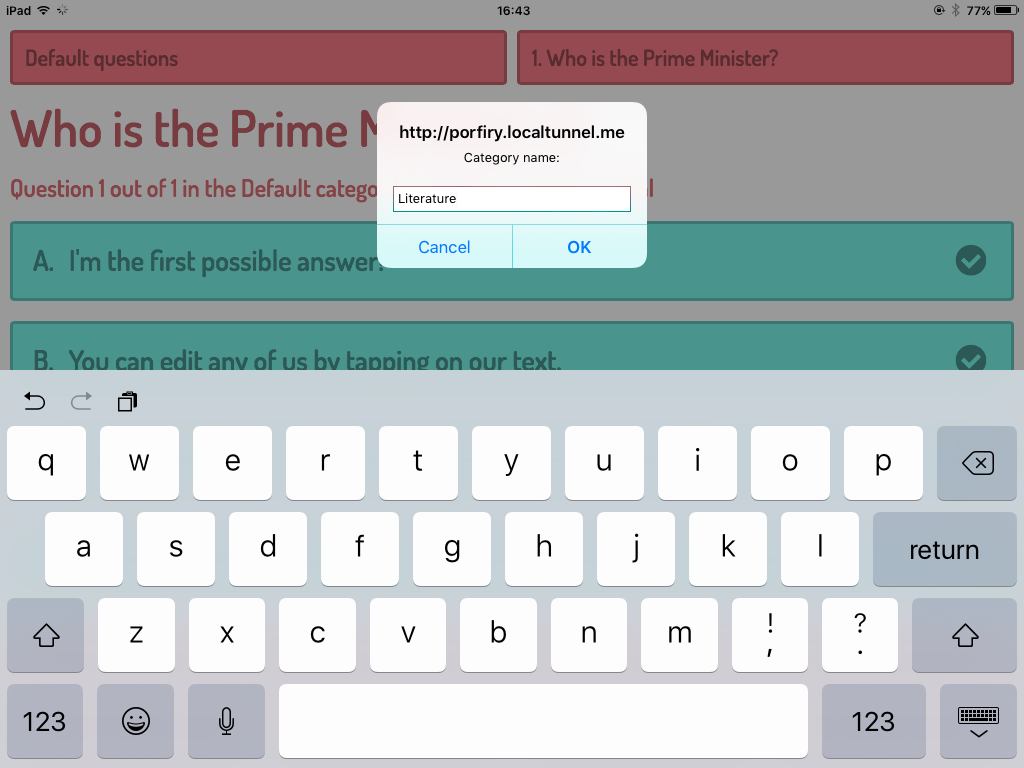 iPad 16:43 77%
Default questions
1. Who is the Prime Minister?
Who is the Prime M
Question 1 out of 1 in the Default catego l
http://porfiry.localtunnel.me
Category name:
Literature
Cancel OK
A. I'm the first possible answer.
B. You can edit any of us by tapping on our text.
q w e r t y u i o p
a s d f g h j k l return
z x c v b n m ! , ? .
123 123